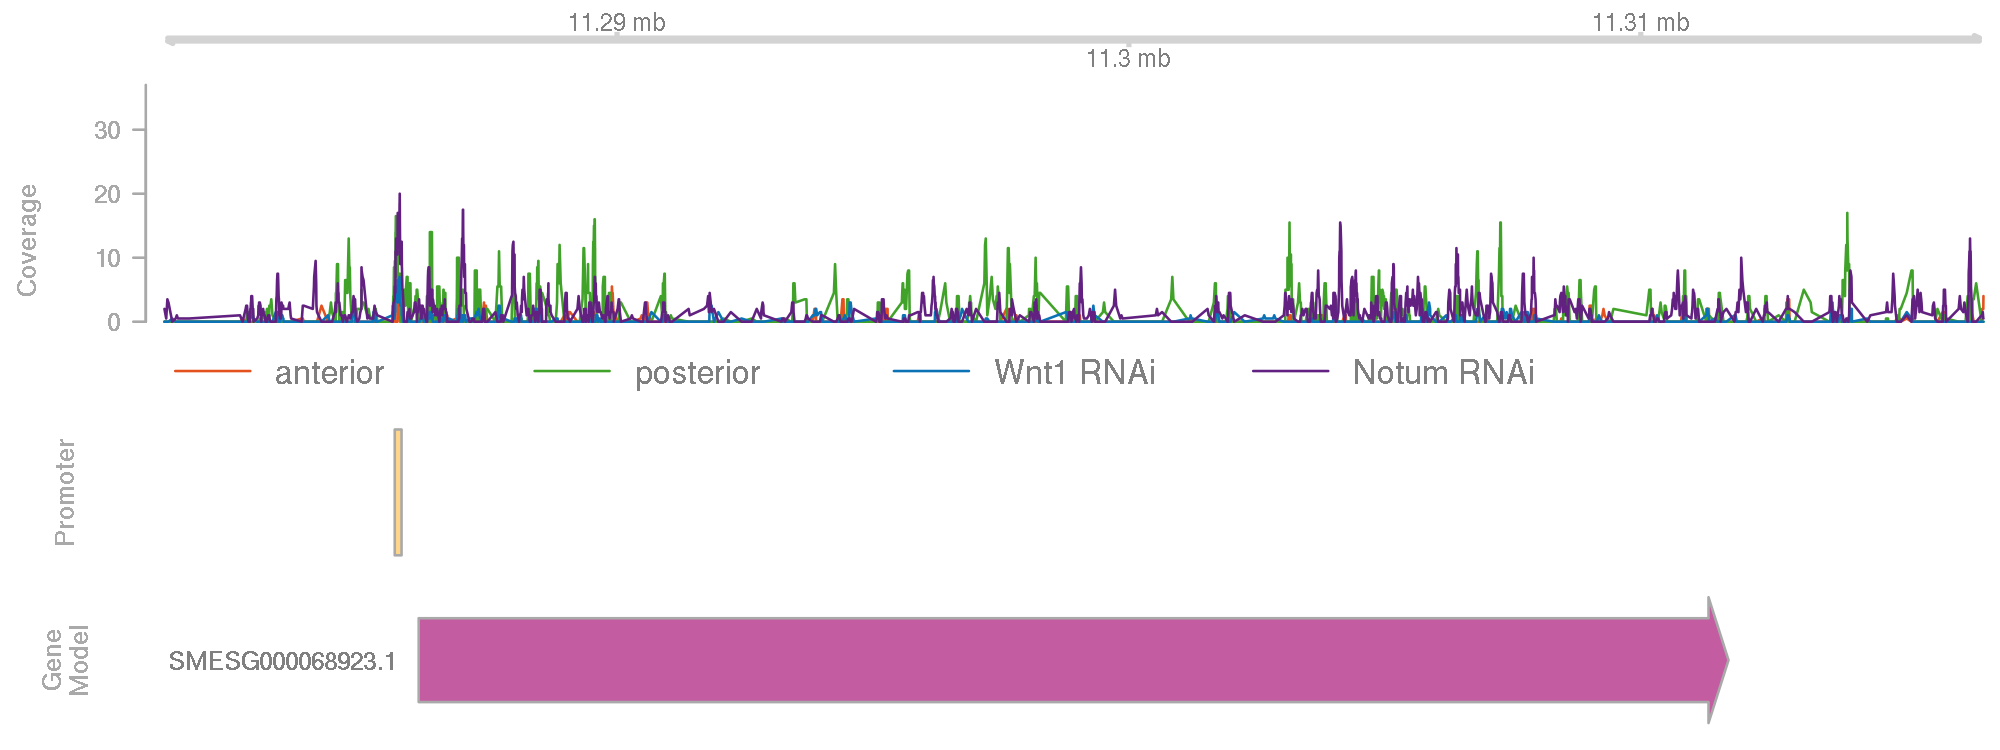 11.29 mb
11.31 mb
11.3 mb
Coverage
30
20
10
0
anterior posterior Wnt1 RNAi Notum RNAi
Promoter
Gene
Model
SMESG000068923.1